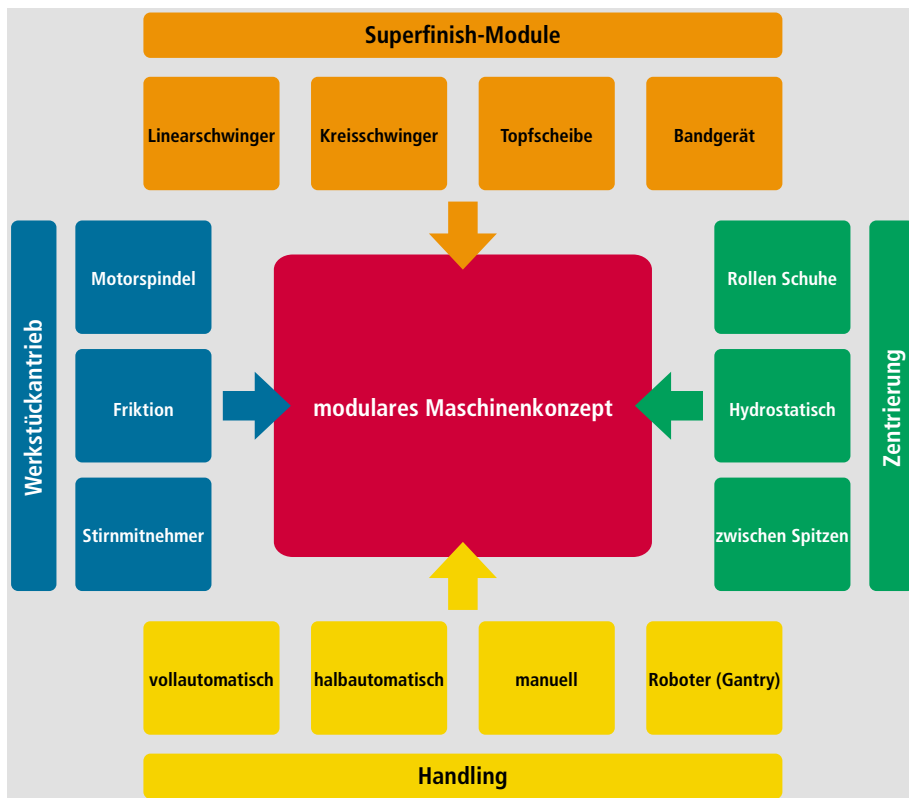 Superfinish-Module
Linearschwinger
Kreisschwinger
Topfscheibe
Bandgerät
Werkstückantrieb
Motorspindel
Friktion
Stirnmitnehmer
modulares Maschinenkonzept
Rollen Schuhe
Hydrostatisch
zwischen Spitzen
Zentrierung
vollautomatisch
halbautomatisch
manuell
Roboter (Gantry)
Handling